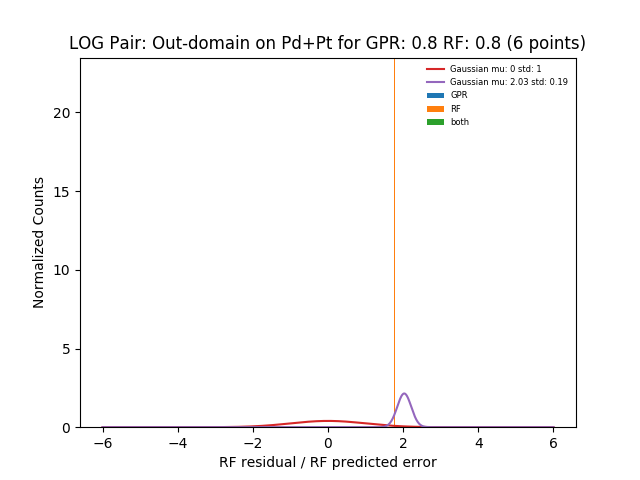 LOG Pair: Out-domain on Pd+Pt for GPR: 0.8 RF: 0.8 (6 points)
Gaussian mu: 0 std: 1
Gaussian mu: 2.03 std: 0.19
GPR
RF
both
20
15
10
5
0
Normalized Counts
−6 −4 −2 0 2 4 6
RF residual / RF predicted error